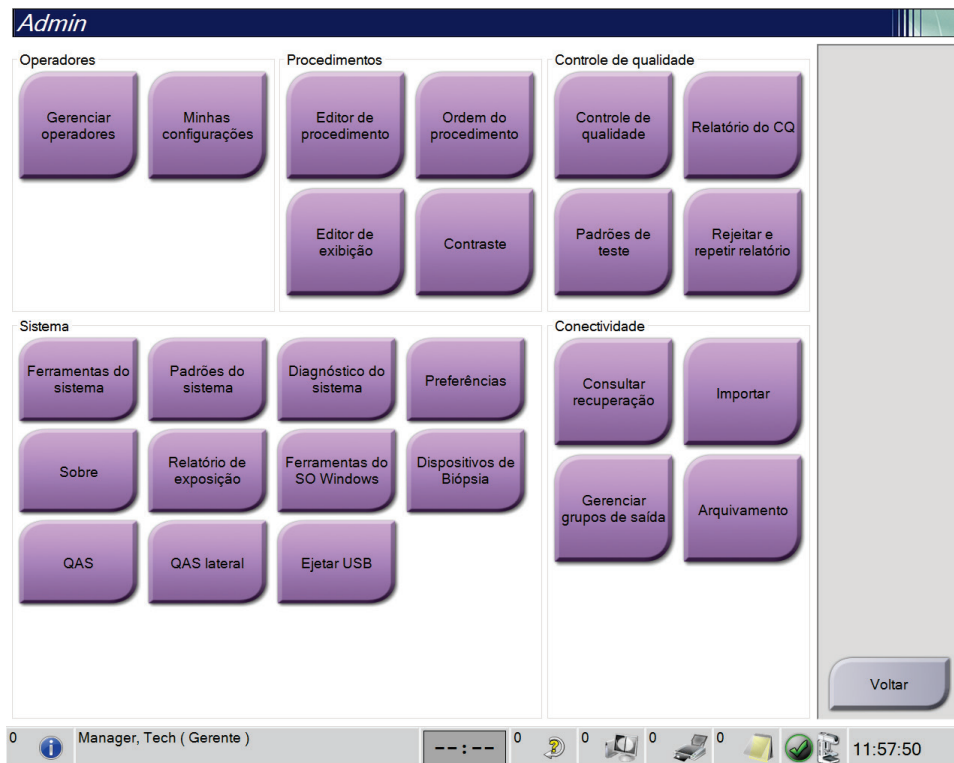 Admin
Operadores
Gerenciar
operadores
Minhas
configurações
Procedimentos
Editor de
procedimento
Ordem do
procedimento
Editor de
exibição
Contraste
Controle de qualidade
Controle de
qualidade
Relatório do CQ
Padrões de
teste
Rejeitar e
repetir relatório
Sistema
Ferramentas do
sistema
Padrões do
sistema
Diagnóstico do
sistema
Preferências
Sobre
Relatório de
exposição
Ferramentas do
SO Windows
Dispositivos de
Biópsia
QAS
QAS lateral
Ejetar USB
Conectividade
Consultar
recuperação
Importar
Gerenciar
grupos de saída
Arquivamento
Voltar
0
Manager, Tech ( Gerente )
--:--
0
0
0
0
11:57:50